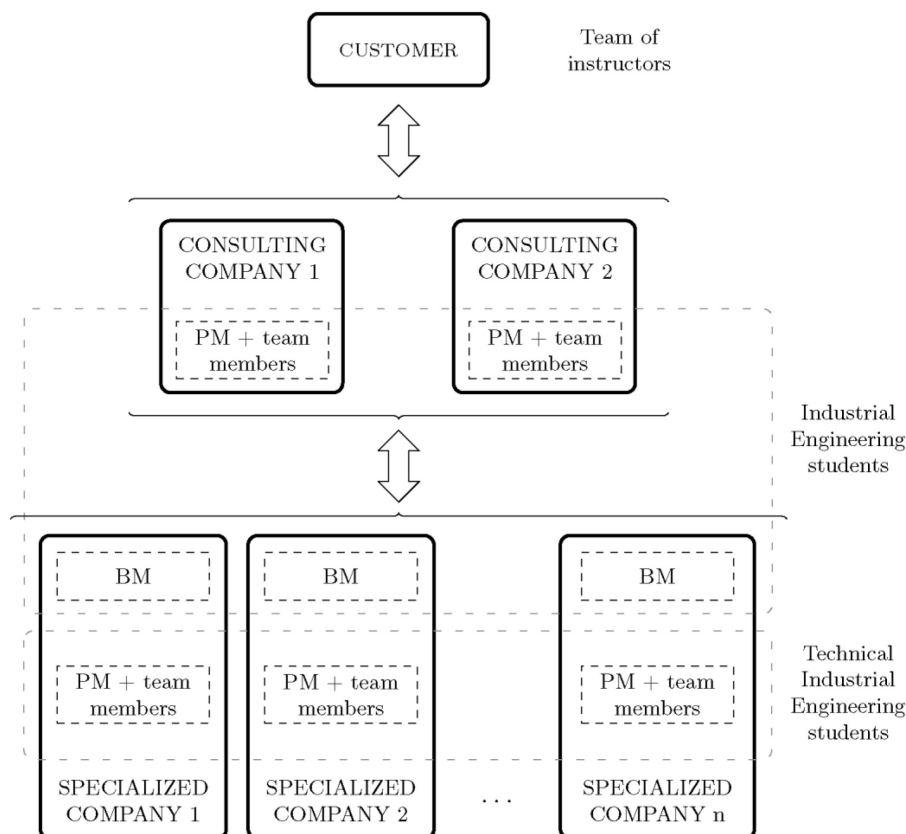 CUSTOMER
Team of
instructors
CONSULTING
COMPANY 1
CONSULTING
COMPANY 2
PM + team
members
PM + team
members
Industrial
Engineering
students
BM
BM
BM
PM + team
members
PM + team
members
PM + team
members
Technical
Industrial
Engineering
students
SPECIALIZED
COMPANY 1
SPECIALIZED
COMPANY 2
. . .
SPECIALIZED
COMPANY n